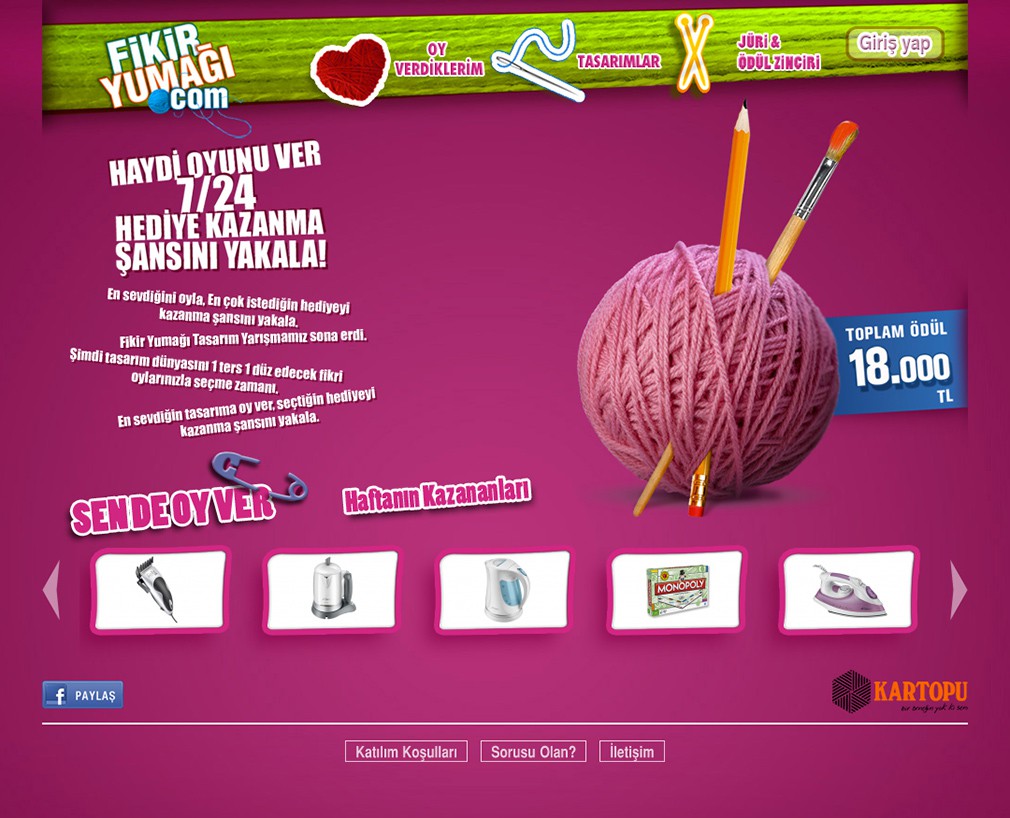 FiKiR
YUMAĞI
.com
OY
VERDİKLERİM
TASARIMLAR
JÜRİ &
ÖDÜL ZİNCİRİ
Giriş yap
HAYDİ OYUNU VER
7/24
HEDİYE KAZANMA
ŞANSINI YAKALA!
En sevdiğini oyla, En çok istediğin hediyeyi
kazanma şansını yakala.
Fikir Yumağı Tasarım Yarışmamız sona erdi.
Şimdi tasarım dünyasını 1 ters 1 düz edecek fikri
oylarınızla seçme zamanı.
En sevdiğin tasarıma oy ver, seçtiğin hediyeyi
kazanma şansını yakala.
TOPLAM ÖDÜL
18.000
TL
SEN DE OY VER
Haftanın Kazananları
MONOPOLY
f PAYLAŞ
KARTOPU
Katılım Koşulları
Sorusu Olan?
İletişim